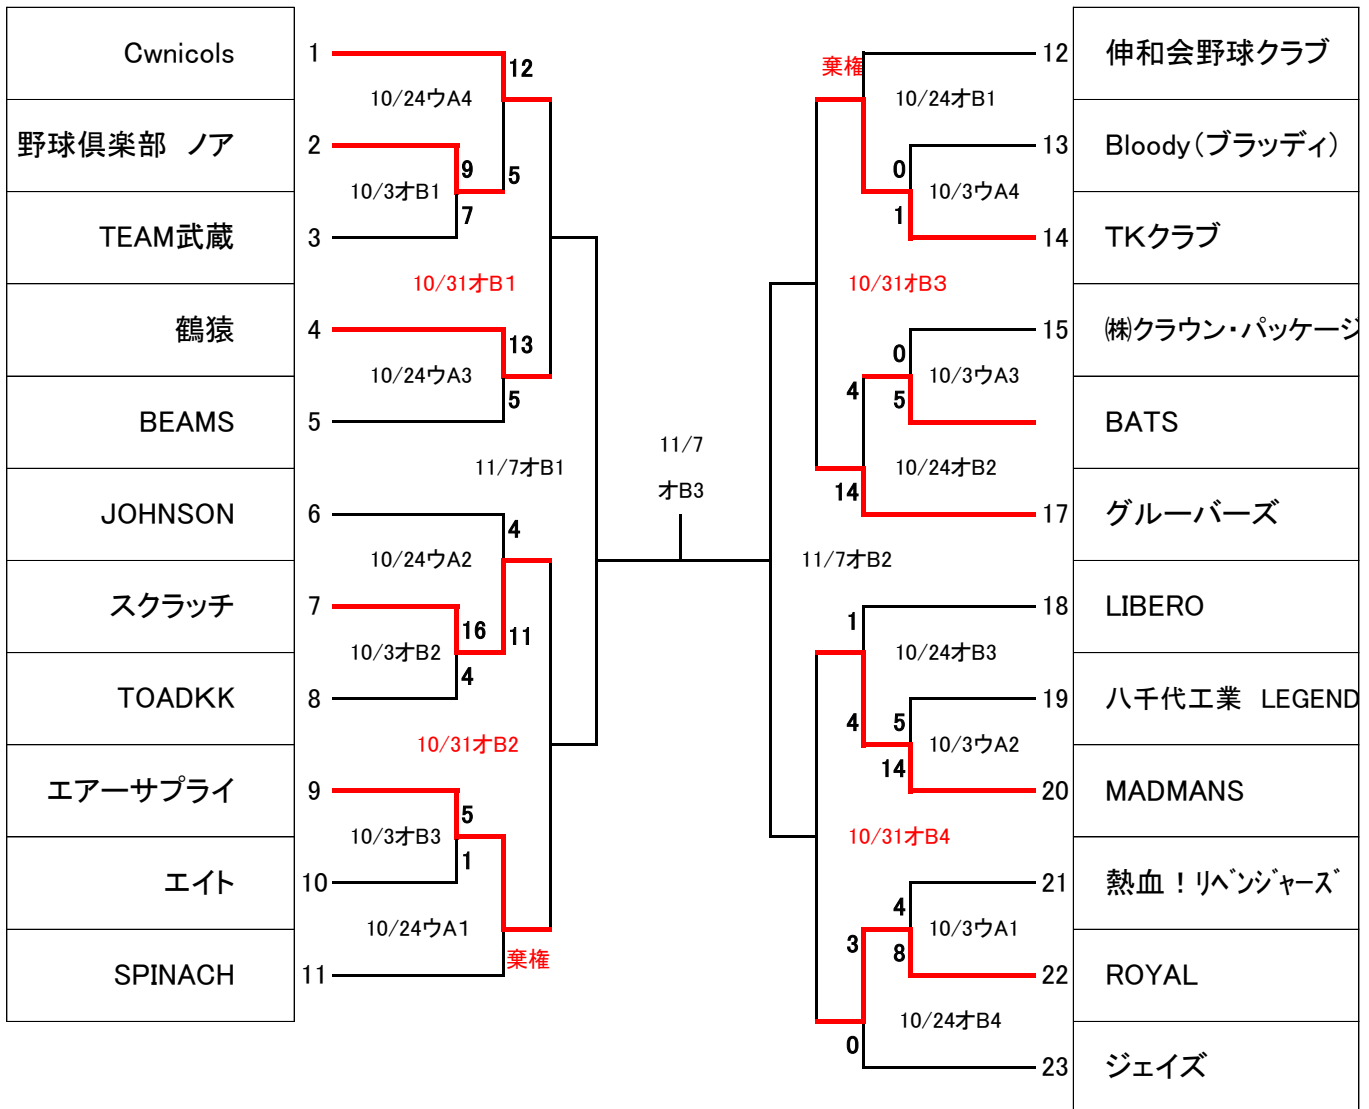 Cwnicols 1
12
10/24ウA4
野球倶楽部　ノア 2
9
5
10/3オB1
7
TEAM武蔵 3
10/31オB1
鶴猿 4
13
10/24ウA3
5
BEAMS 5
11/7オB1
JOHNSON 6
4
10/24ウA2
スクラッチ 7
16
11
10/3オB2
4
TOADKK 8
10/31オB2
エアーサプライ 9
5
10/3オB3
1
エイト 10
10/24ウA1
棄権
SPINACH 11
11/7
オB3
12 伸和会野球クラブ
棄権
10/24オB1
13 Bloody（ブラッディ）
0
10/3ウA4
1
14 TKクラブ
10/31オB3
15 ㈱クラウン・パッケージ
0
10/3ウA3
4
5
BATS
10/24オB2
14
17 グルーバーズ
11/7オB2
18 LIBERO
1
10/24オB3
19 八千代工業　LEGEND
4
5
10/3ウA2
14
20 MADMANS
10/31オB4
21 熱血！ﾘﾍﾞﾝｼﾞｬｰｽﾞ
4
10/3ウA1
3
8
22 ROYAL
10/24オB4
0
23 ジェイズ